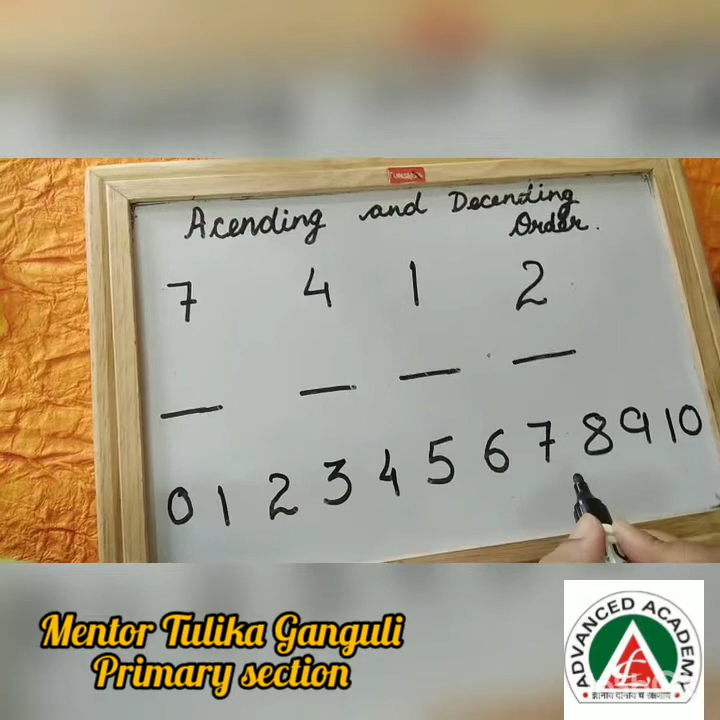 Acending and Decending
Order.
7 4 1 2
0 1 2 3 4 5 6 7 8 9 10
Mentor Tulika Ganguli
Primary section
ADVANCED ACADEMY